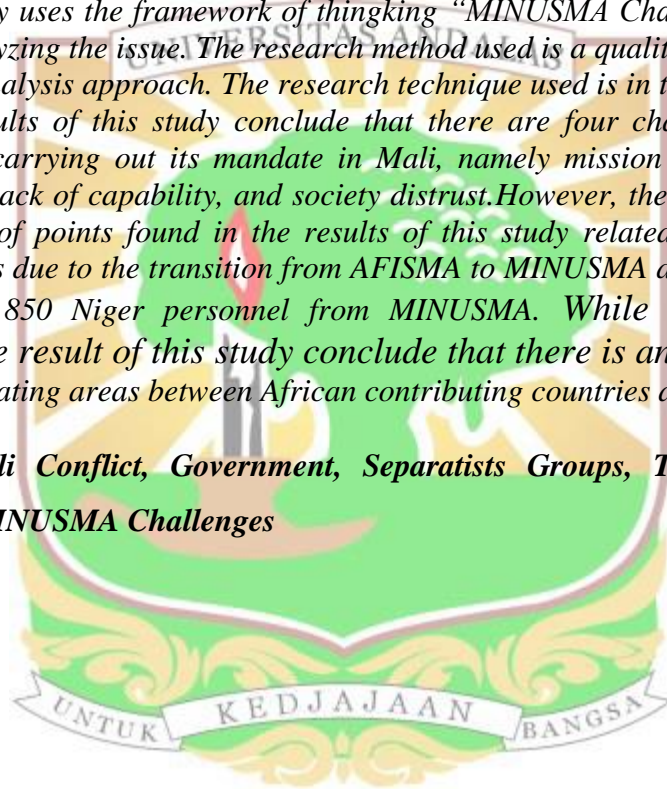 y uses the framework of thingking “MINUSMA Cha
yzing the issue. The research method used is a qualit
UNIVERSITAS ANDALAS
alysis approach. The research technique used is in t
ults of this study conclude that there are four cha
carrying out its mandate in Mali, namely mission
ack of capability, and society distrust.However, the
of points found in the results of this study related
s due to the transition from AFISMA to MINUSMA a
850 Niger personnel from MINUSMA. While
e result of this study conclude that there is an
ating areas between African contributing countries a
li Conflict, Government, Separatists Groups, T
INUSMA Challenges
UNTUK KEDJAJAAN BANGSA